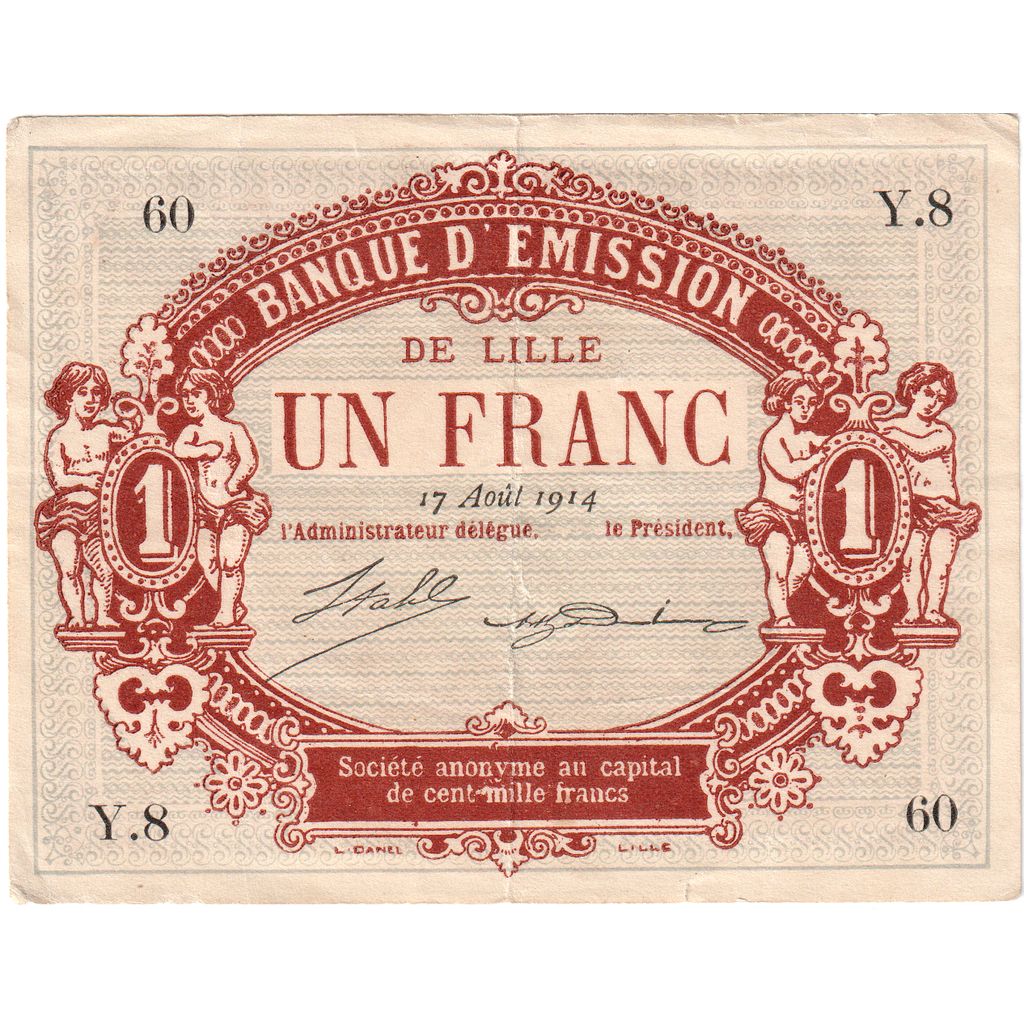 60
Y.8
BANQUE D'EMISSION
DE LILLE
UN FRANC
17 Août 1914
l'Administrateur délégue. le Président,
1
1
Stahl
Société anonyme au capital
de cent mille francs
Y.8
60
L. DANEL LILLE